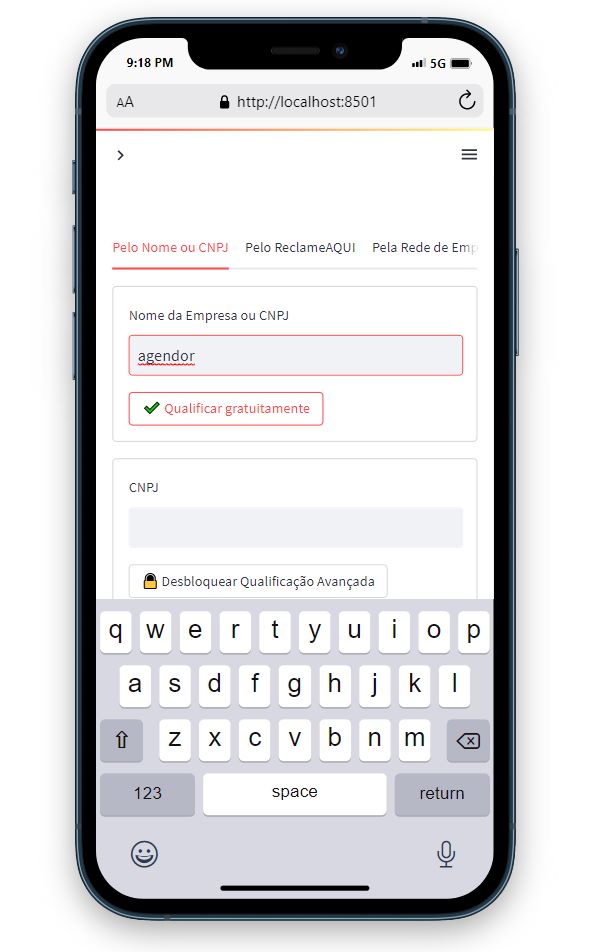 9:18 PM 5G
AA http://localhost:8501
Pelo Nome ou CNPJ Pelo ReclameAQUI Pela Rede de Emp
Nome da Empresa ou CNPJ
agendor
Qualificar gratuitamente
CNPJ
Desbloquear Qualificação Avançada
q w e r t y u i o p
a s d f g h j k l
z x c v b n m
123 space return